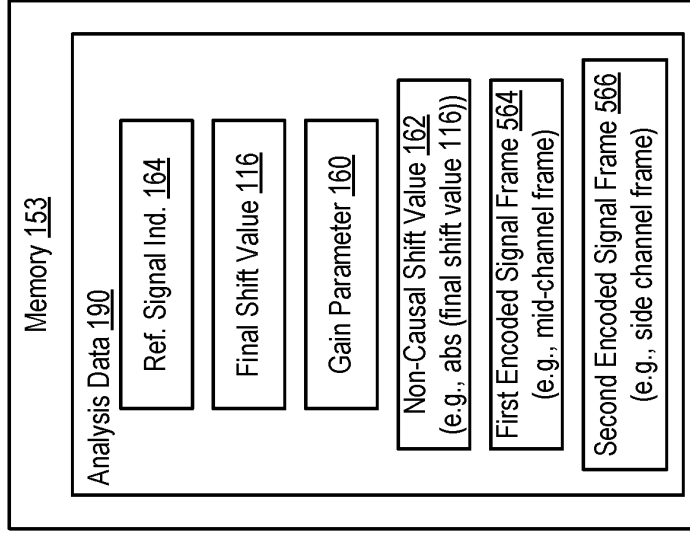 Memory 153
Analysis Data 190
Ref. Signal Ind. 164
Final Shift Value 116
Gain Parameter 160
Non-Causal Shift Value 162
(e.g., abs (final shift value 116))
First Encoded Signal Frame 564
(e.g., mid-channel frame)
Second Encoded Signal Frame 566
(e.g., side channel frame)